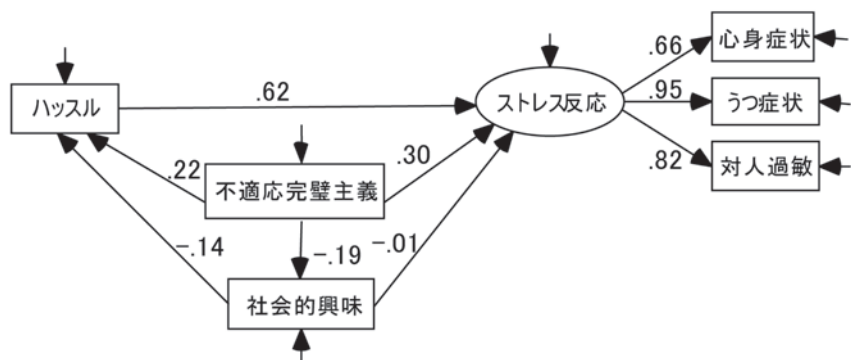 心身症状
.66
ハッスル
.62
ストレス反応
.95
うつ症状
.22
不適応完璧主義
.30
.82
対人過敏
-.14
-.19
-.01
社会的興味